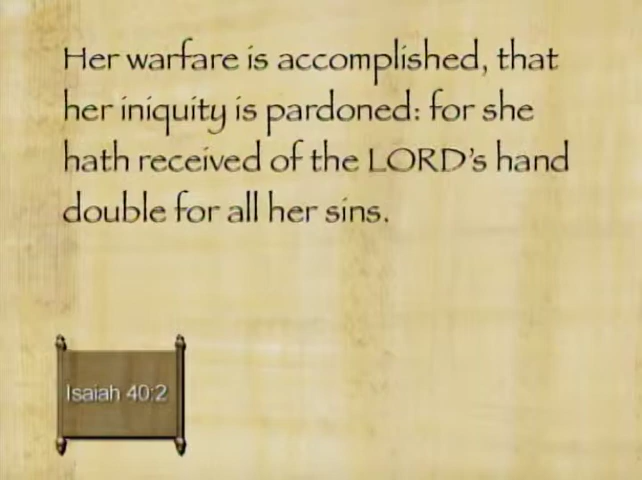 Her warfare is accomplished, that
her iniquity is pardoned: for she
hath received of the LORD's hand
double for all her sins.
Isaiah 40:2